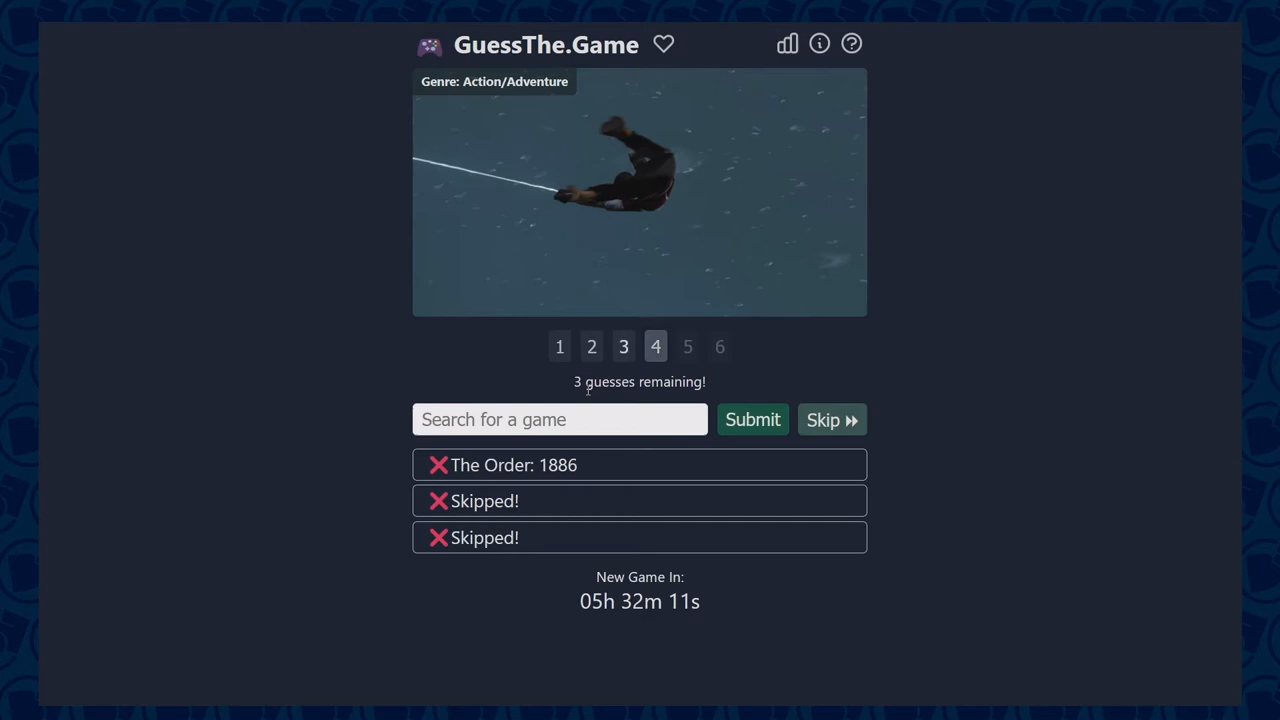 GuessThe.Game
Genre: Action/Adventure
1 2 3 4 5 6
3 guesses remaining!
Search for a game
Submit
Skip
❌The Order: 1886
❌Skipped!
❌Skipped!
New Game In:
05h 32m 11s